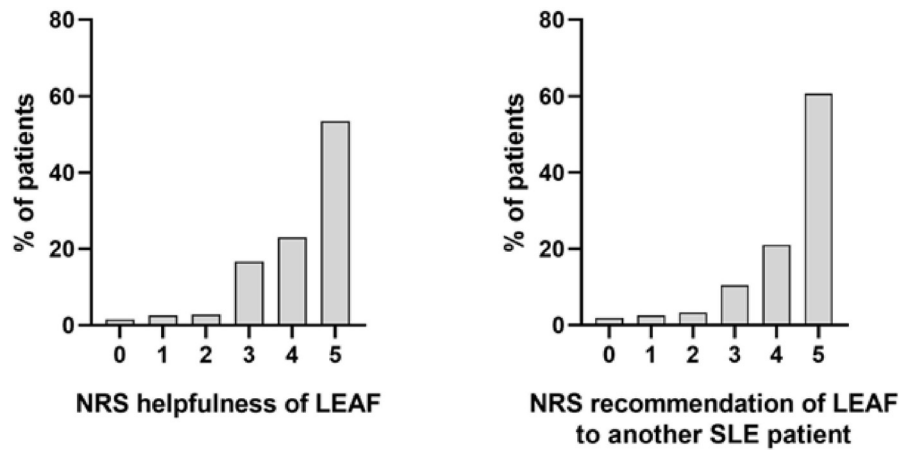 80
60
40
20
0
% of patients
0 1 2 3 4 5
NRS helpfulness of LEAF
80
60
40
20
0
% of patients
0 1 2 3 4 5
NRS recommendation of LEAF
to another SLE patient